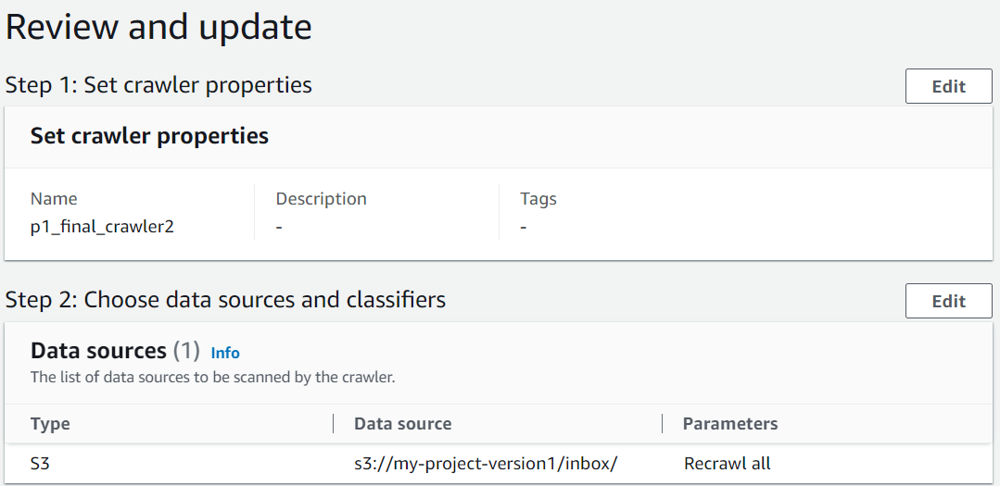 Review and update
Step 1: Set crawler properties
Edit
Set crawler properties
Name Description Tags
p1_final_crawler2 - -
Step 2: Choose data sources and classifiers
Edit
Data sources (1) Info
The list of data sources to be scanned by the crawler.
Type Data source Parameters
S3 s3://my-project-version1/inbox/ Recrawl all